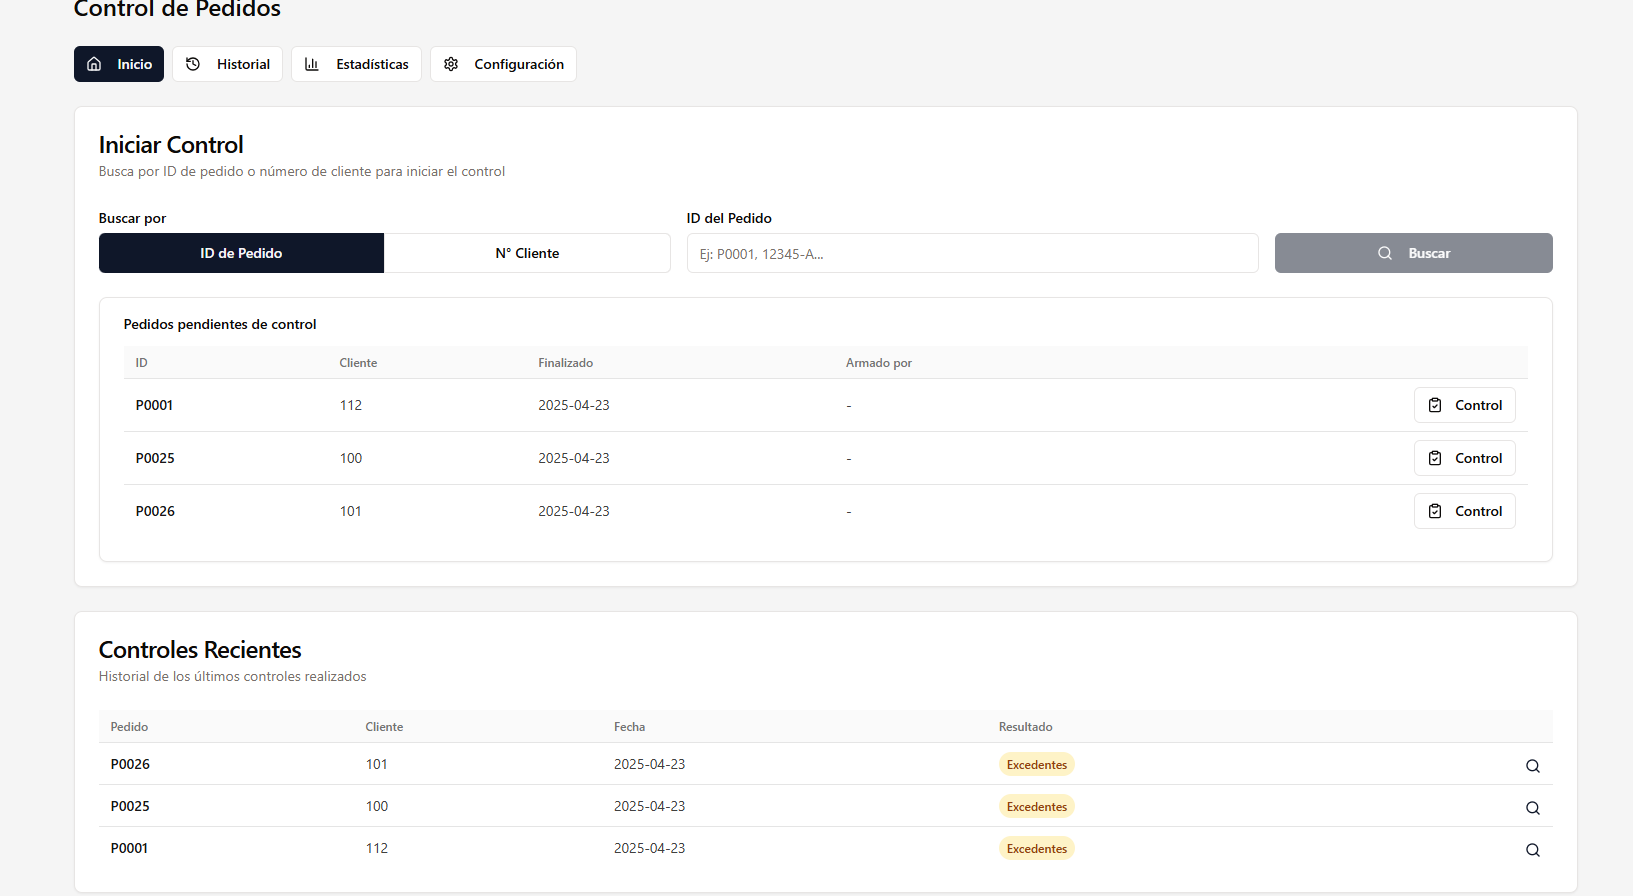 Control de Pedidos
Inicio Historial Estadísticas Configuración
Iniciar Control
Busca por ID de pedido o número de cliente para iniciar el control
Buscar por ID del Pedido
ID de Pedido N° Cliente Ej: P0001, 12345-A... Buscar
Pedidos pendientes de control
ID Cliente Finalizado Armado por
P0001 112 2025-04-23 - Control
P0025 100 2025-04-23 - Control
P0026 101 2025-04-23 - Control
Controles Recientes
Historial de los últimos controles realizados
Pedido Cliente Fecha Resultado
P0026 101 2025-04-23 Excedentes
P0025 100 2025-04-23 Excedentes
P0001 112 2025-04-23 Excedentes